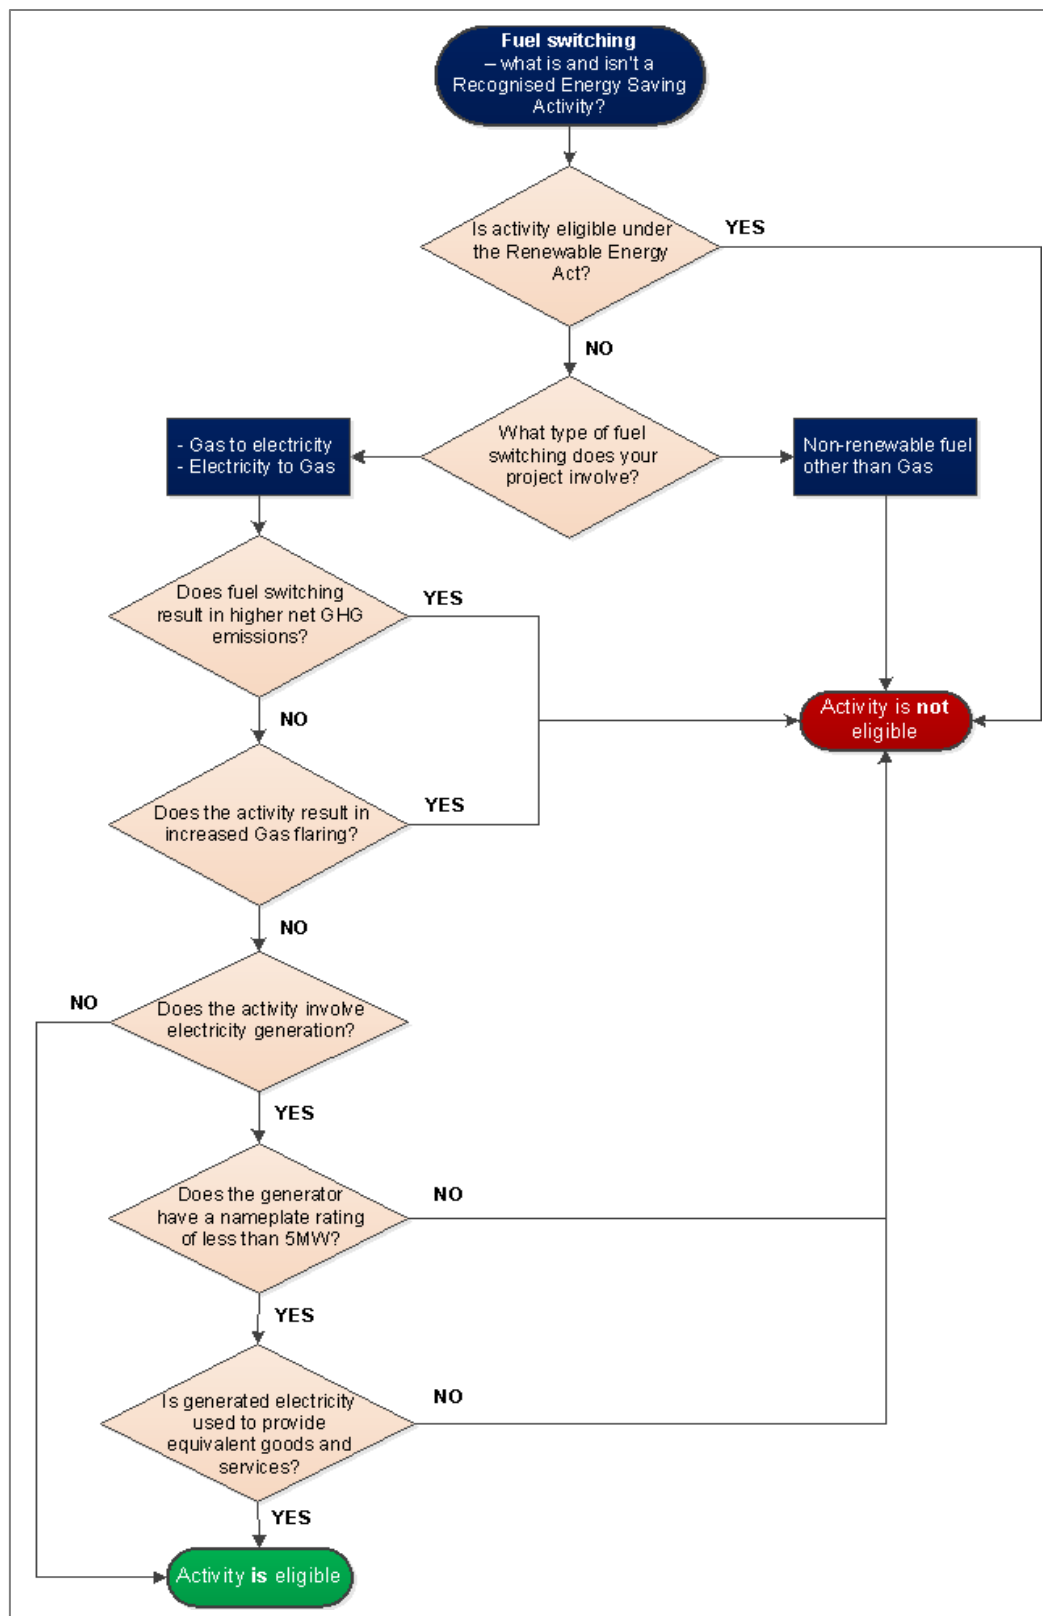 Fuel switching
– what is and isn't a
Recognised Energy Saving
Activity?
Is activity eligible under
the Renewable Energy
Act?
YES
NO
What type of fuel
switching does your
project involve?
- Gas to electricity
- Electricity to Gas
Non-renewable fuel
other than Gas
Does fuel switching
result in higher net GHG
emissions?
YES
NO
Activity is not
eligible
Does the activity result in
increased Gas flaring?
YES
NO
Does the activity involve
electricity generation?
NO
YES
Does the generator
have a nameplate rating
of less than 5MW?
NO
YES
Is generated electricity
used to provide
equivalent goods and
services?
NO
YES
Activity is eligible